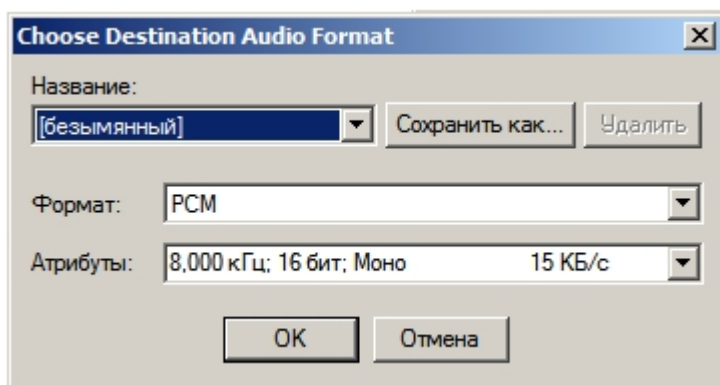 Choose Destination Audio Format
Название:
[безымянный] Сохранить как... Удалить
Формат: PCM
Атрибуты: 8,000 кГц; 16 бит; Моно 15 КБ/с
OK Отмена